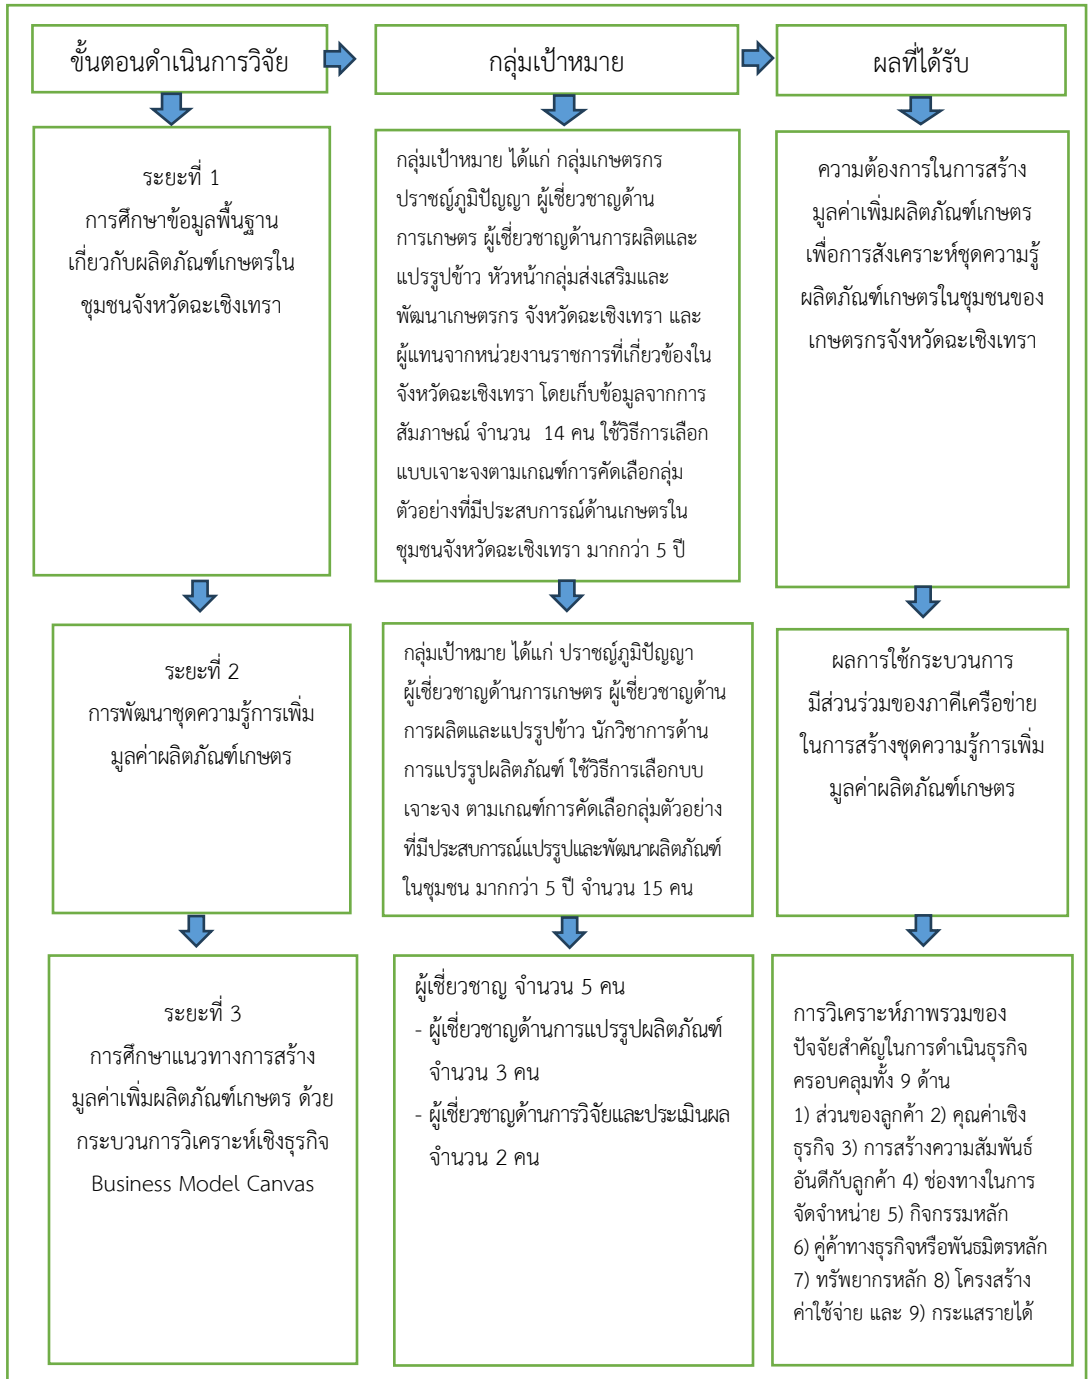 ขั้นตอนดำเนินการวิจัย
กลุ่มเป้าหมาย
ผลที่ได้รับ
ระยะที่ 1
การศึกษาข้อมูลพื้นฐาน
เกี่ยวกับผลิตภัณฑ์เกษตรใน
ชุมชนจังหวัดฉะเชิงเทรา
กลุ่มเป้าหมาย ได้แก่ กลุ่มเกษตรกร
ปราชญ์ภูมิปัญญา ผู้เชี่ยวชาญด้าน
การเกษตร ผู้เชี่ยวชาญด้านการผลิตและ
แปรรูปข้าว หัวหน้ากลุ่มส่งเสริมและ
พัฒนาเกษตรกร จังหวัดฉะเชิงเทรา และ
ผู้แทนจากหน่วยงานราชการที่เกี่ยวข้องใน
จังหวัดฉะเชิงเทรา โดยเก็บข้อมูลจากการ
สัมภาษณ์ จำนวน 14 คน ใช้วิธีการเลือก
แบบเจาะจงตามเกณฑ์การคัดเลือกลุ่ม
ตัวอย่างที่มีประสบการณ์ด้านเกษตรใน
ชุมชนจังหวัดฉะเชิงเทรา มากกว่า 5 ปี
ความต้องการในการสร้าง
มูลค่าเพิ่มผลิตภัณฑ์เกษตร
เพื่อการสังเคราะห์ชุดความรู้
ผลิตภัณฑ์เกษตรในชุมชนของ
เกษตรกรจังหวัดฉะเชิงเทรา
ระยะที่ 2
การพัฒนาชุดความรู้การเพิ่ม
มูลค่าผลิตภัณฑ์เกษตร
กลุ่มเป้าหมาย ได้แก่ ปราชญ์ภูมิปัญญา
ผู้เชี่ยวชาญด้านการเกษตร ผู้เชี่ยวชาญด้าน
การผลิตและแปรรูปข้าว นักวิชาการด้าน
การแปรรูปผลิตภัณฑ์ ใช้วิธีการเลือกบบ
เจาะจง ตามเกณฑ์การคัดเลือกกลุ่มตัวอย่าง
ที่มีประสบการณ์แปรรูปและพัฒนาผลิตภัณฑ์
ในชุมชน มากกว่า 5 ปี จำนวน 15 คน
ผลการใช้กระบวนการ
มีส่วนร่วมของภาคีเครือข่าย
ในการสร้างชุดความรู้การเพิ่ม
มูลค่าผลิตภัณฑ์เกษตร
ระยะที่ 3
การศึกษาแนวทางการสร้าง
มูลค่าเพิ่มผลิตภัณฑ์เกษตร ด้วย
กระบวนการวิเคราะห์เชิงธุรกิจ
Business Model Canvas
ผู้เชี่ยวชาญ จำนวน 5 คน
- ผู้เชี่ยวชาญด้านการแปรรูปผลิตภัณฑ์
จำนวน 3 คน
- ผู้เชี่ยวชาญด้านการวิจัยและประเมินผล
จำนวน 2 คน
การวิเคราะห์ภาพรวมของ
ปัจจัยสำคัญในการดำเนินธุรกิจ
ครอบคลุมทั้ง 9 ด้าน
1) ส่วนของลูกค้า 2) คุณค่าเชิง
ธุรกิจ 3) การสร้างความสัมพันธ์
อันดีกับลูกค้า 4) ช่องทางในการ
จัดจำหน่าย 5) กิจกรรมหลัก
6) คู่ค้าทางธุรกิจหรือพันธมิตรหลัก
7) ทรัพยากรหลัก 8) โครงสร้าง
ค่าใช้จ่าย และ 9) กระแสรายได้